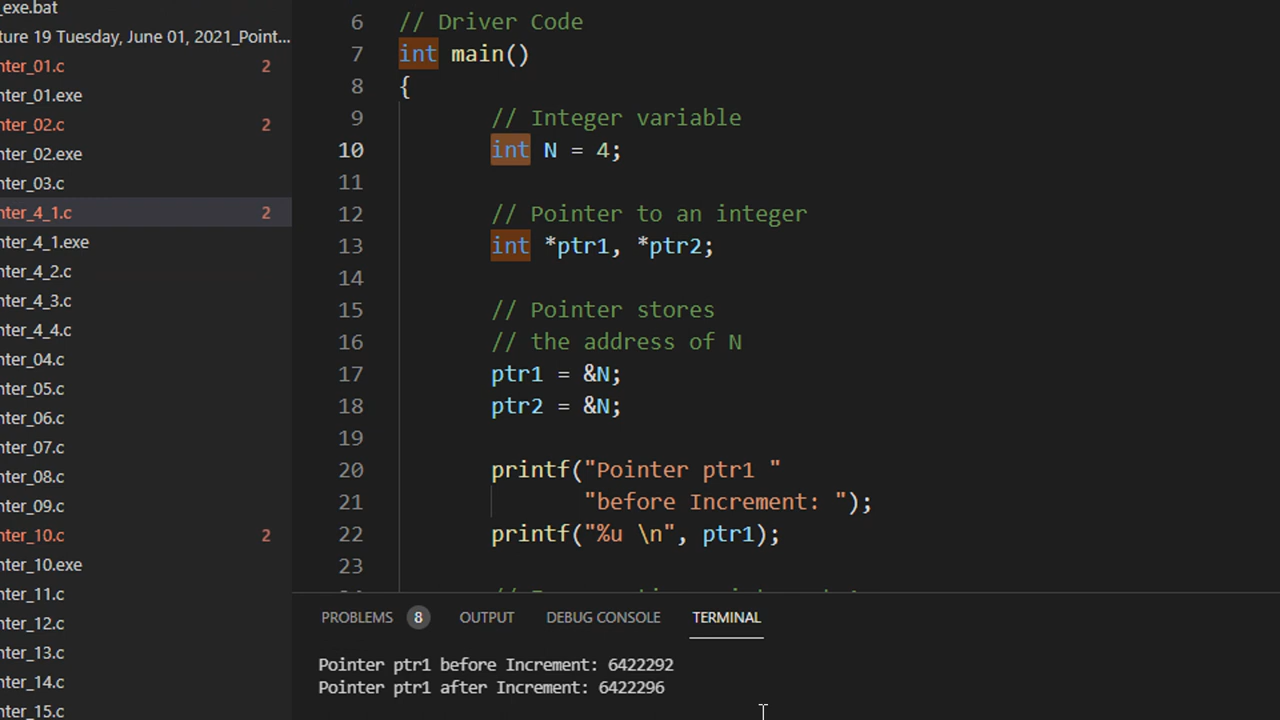 _exe.bat
ture 19 Tuesday, June 01, 2021_Point...
nter_01.c 2
nter_01.exe
nter_02.c 2
nter_02.exe
nter_03.c
nter_4_1.c 2
nter_4_1.exe
nter_4_2.c
nter_4_3.c
nter_4_4.c
nter_04.c
nter_05.c
nter_06.c
nter_07.c
nter_08.c
nter_09.c
nter_10.c 2
nter_10.exe
nter_11.c
nter_12.c
nter_13.c
nter_14.c
nter_15.c
6 // Driver Code
7 int main()
8 {
9 // Integer variable
10 int N = 4;
11
12 // Pointer to an integer
13 int *ptr1, *ptr2;
14
15 // Pointer stores
16 // the address of N
17 ptr1 = &N;
18 ptr2 = &N;
19
20 printf("Pointer ptr1 "
21 "before Increment: ");
22 printf("%u \n", ptr1);
23
PROBLEMS 8 OUTPUT DEBUG CONSOLE TERMINAL
Pointer ptr1 before Increment: 6422292
Pointer ptr1 after Increment: 6422296